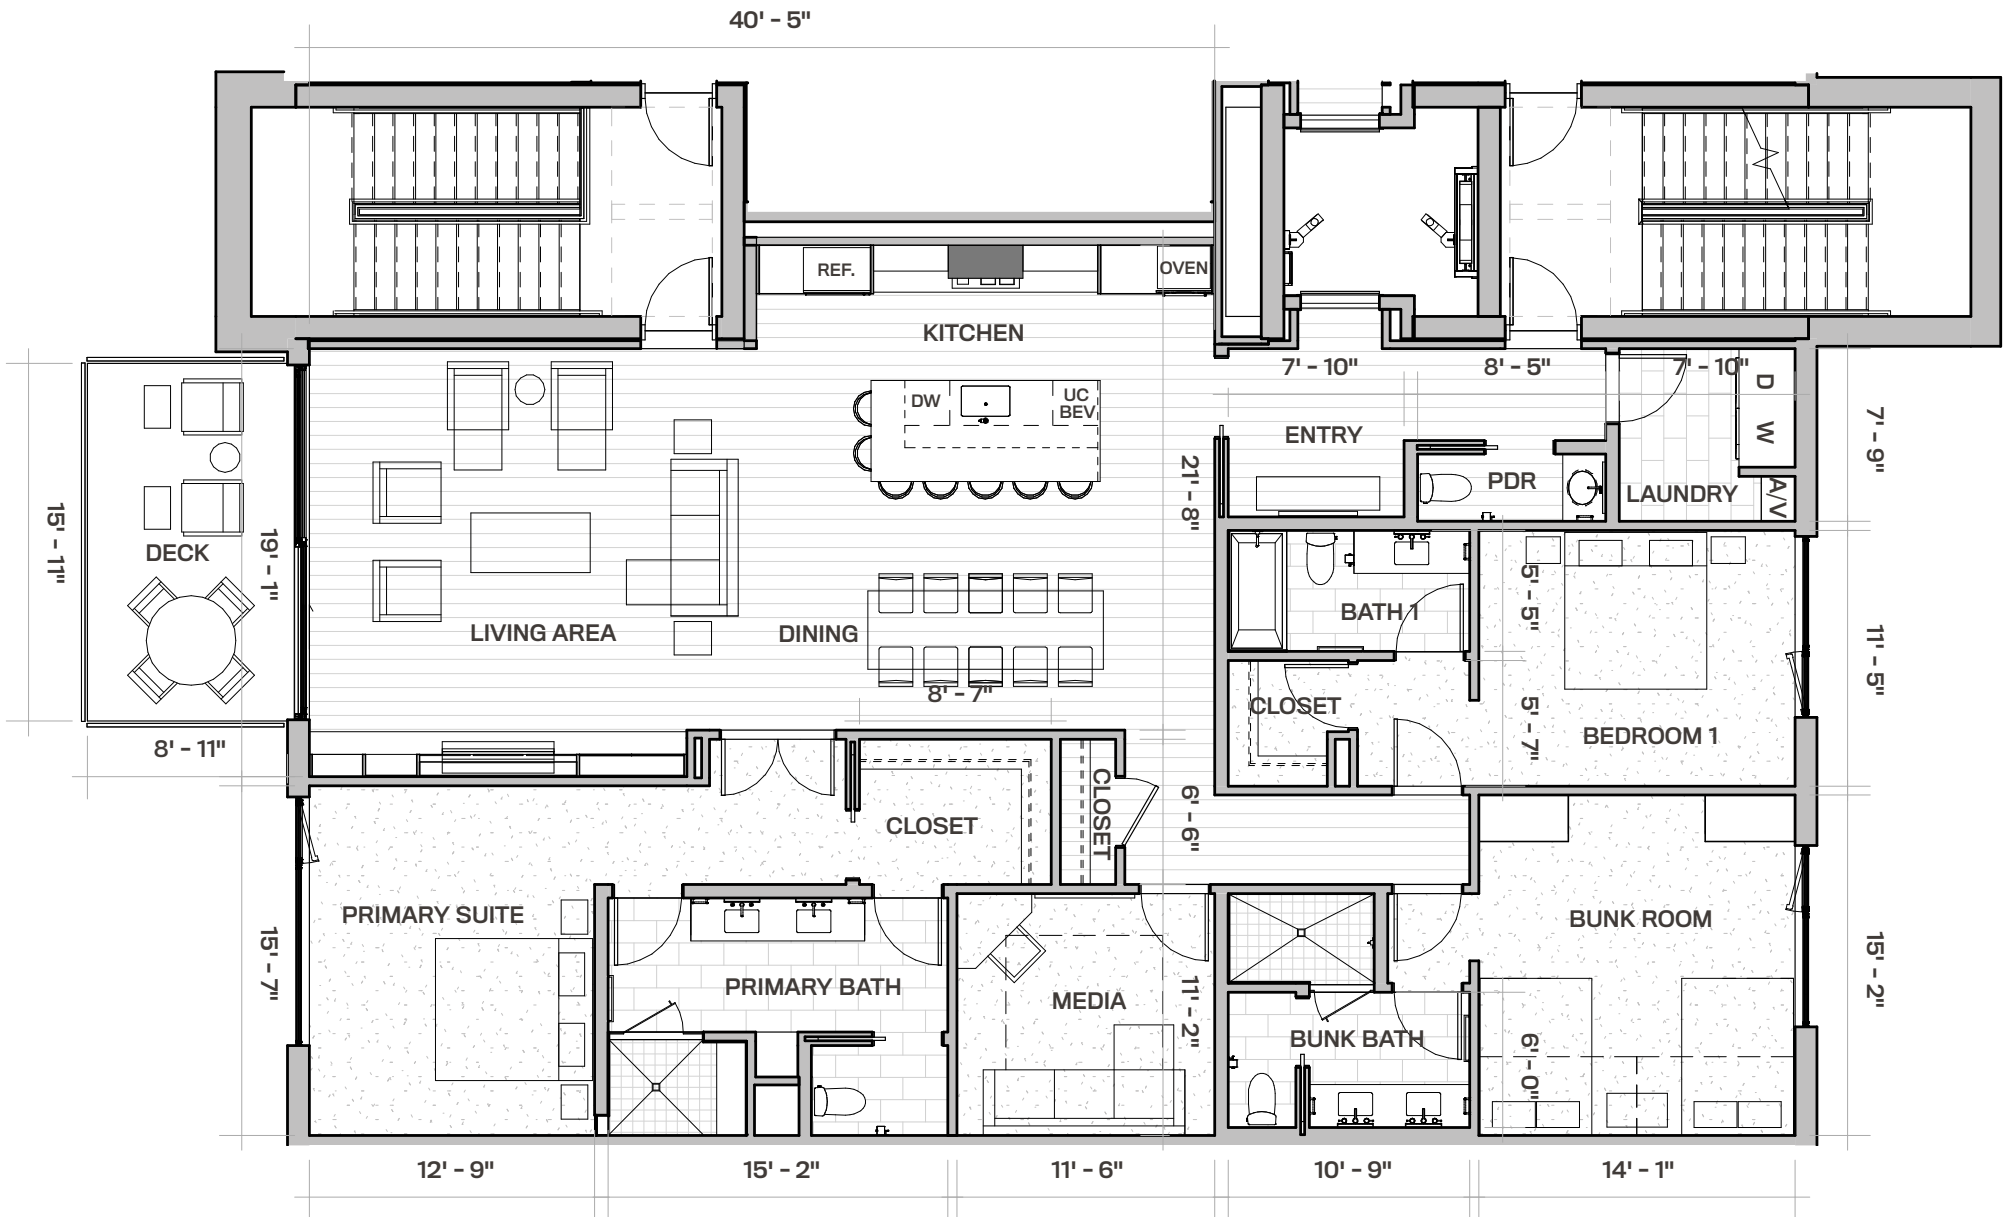 40' - 5"
REF.
OVEN
KITCHEN
7' - 10"
8' - 5"
7' - 10"
D
W
DW
UC
BEV
ENTRY
7' - 9"
PDR
LAUNDRY
A/V
21' - 8"
15' - 11"
DECK
19' - 1"
LIVING AREA
DINING
BATH 1
5' - 5"
11' - 5"
8' - 7"
CLOSET
5' - 7"
BEDROOM 1
8' - 11"
CLOSET
CLOSET
6' - 6"
PRIMARY SUITE
BUNK ROOM
15' - 7"
PRIMARY BATH
MEDIA
11' - 2"
BUNK BATH
6' - 0"
15' - 2"
12' - 9"
15' - 2"
11' - 6"
10' - 9"
14' - 1"